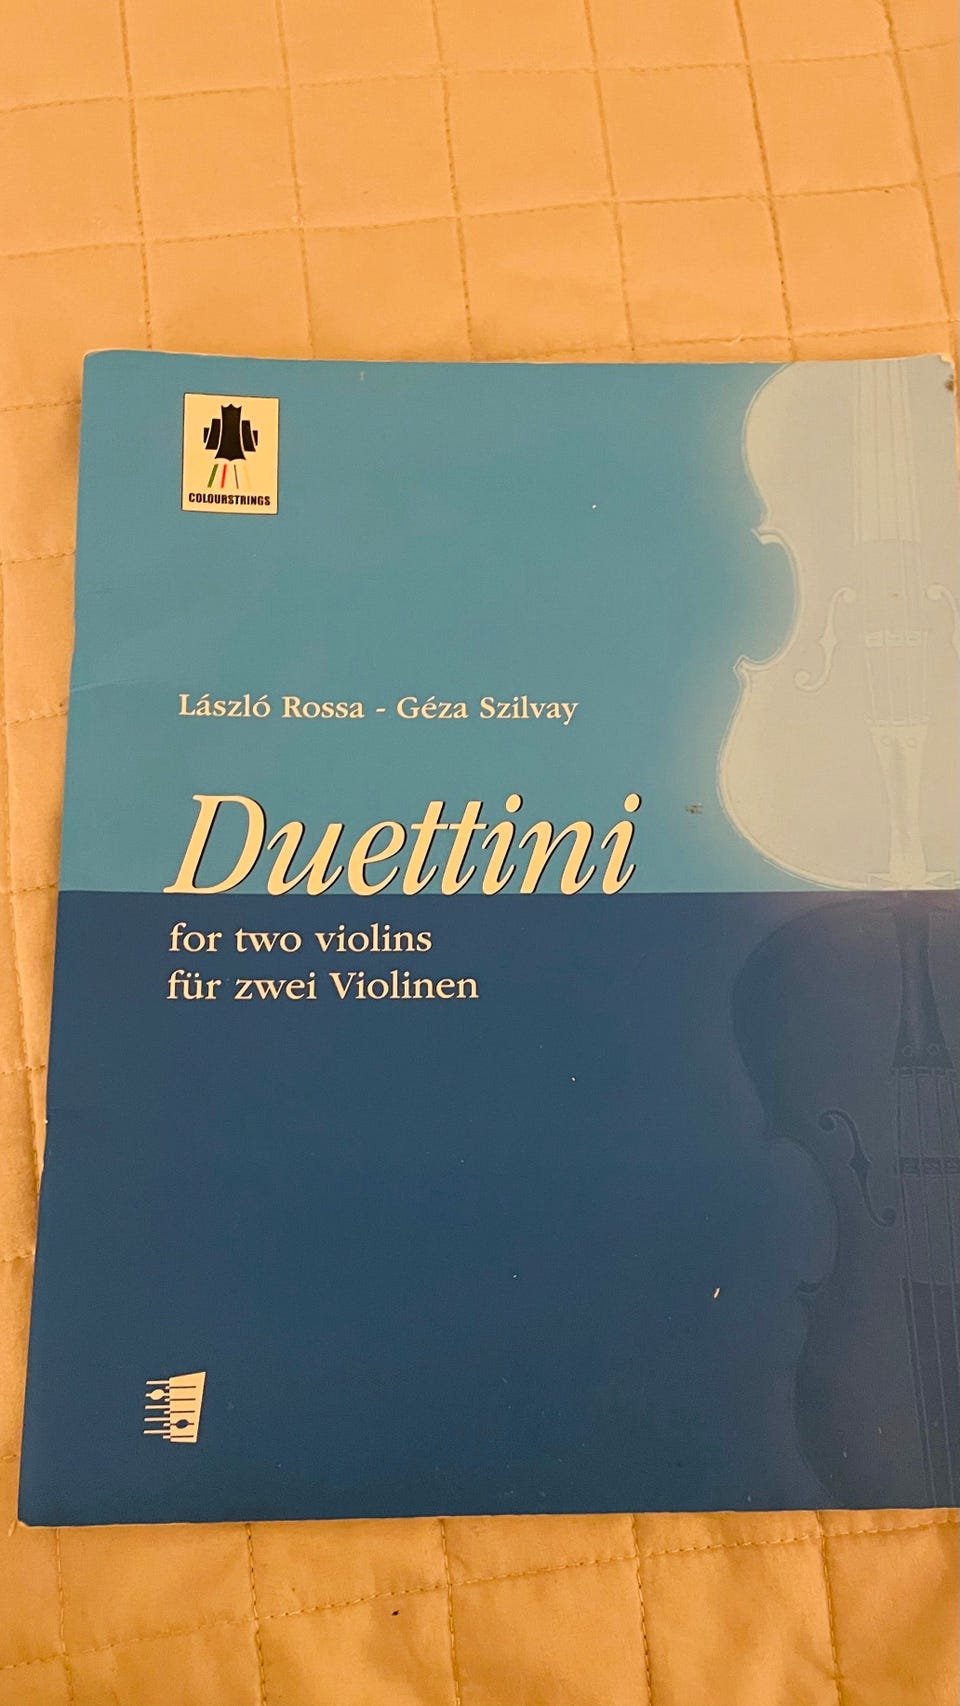 COLOURSTRINGS
László Rossa - Géza Szilvay
Duettini
for two violins
für zwei Violinen